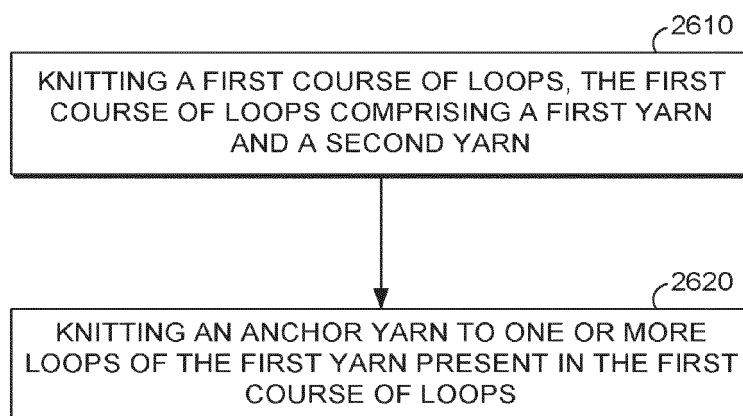 2610
KNITTING A FIRST COURSE OF LOOPS, THE FIRST
COURSE OF LOOPS COMPRISING A FIRST YARN
AND A SECOND YARN
2620
KNITTING AN ANCHOR YARN TO ONE OR MORE
LOOPS OF THE FIRST YARN PRESENT IN THE FIRST
COURSE OF LOOPS